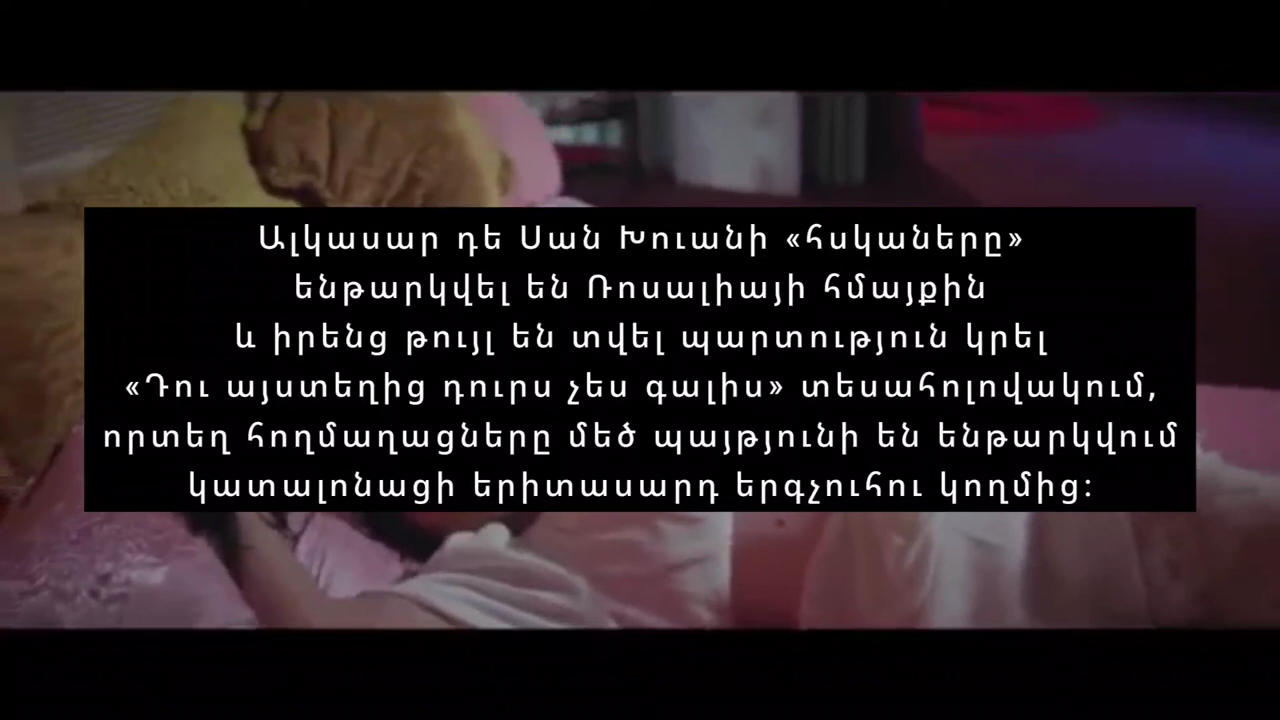 Ալկասար դե Սան Խուանի «հսկաները»
ենթարկվել են Ռոսալիայի հմայքին
և իրենց թույլ են տվել պարտություն կրել
«Դու այստեղից դուրս չես գալիս» տեսահոլովակում,
որտեղ հողմաղացները մեծ պայթյունի են ենթարկվում
կատալոնացի երիտասարդ երգչուհու կողմից։